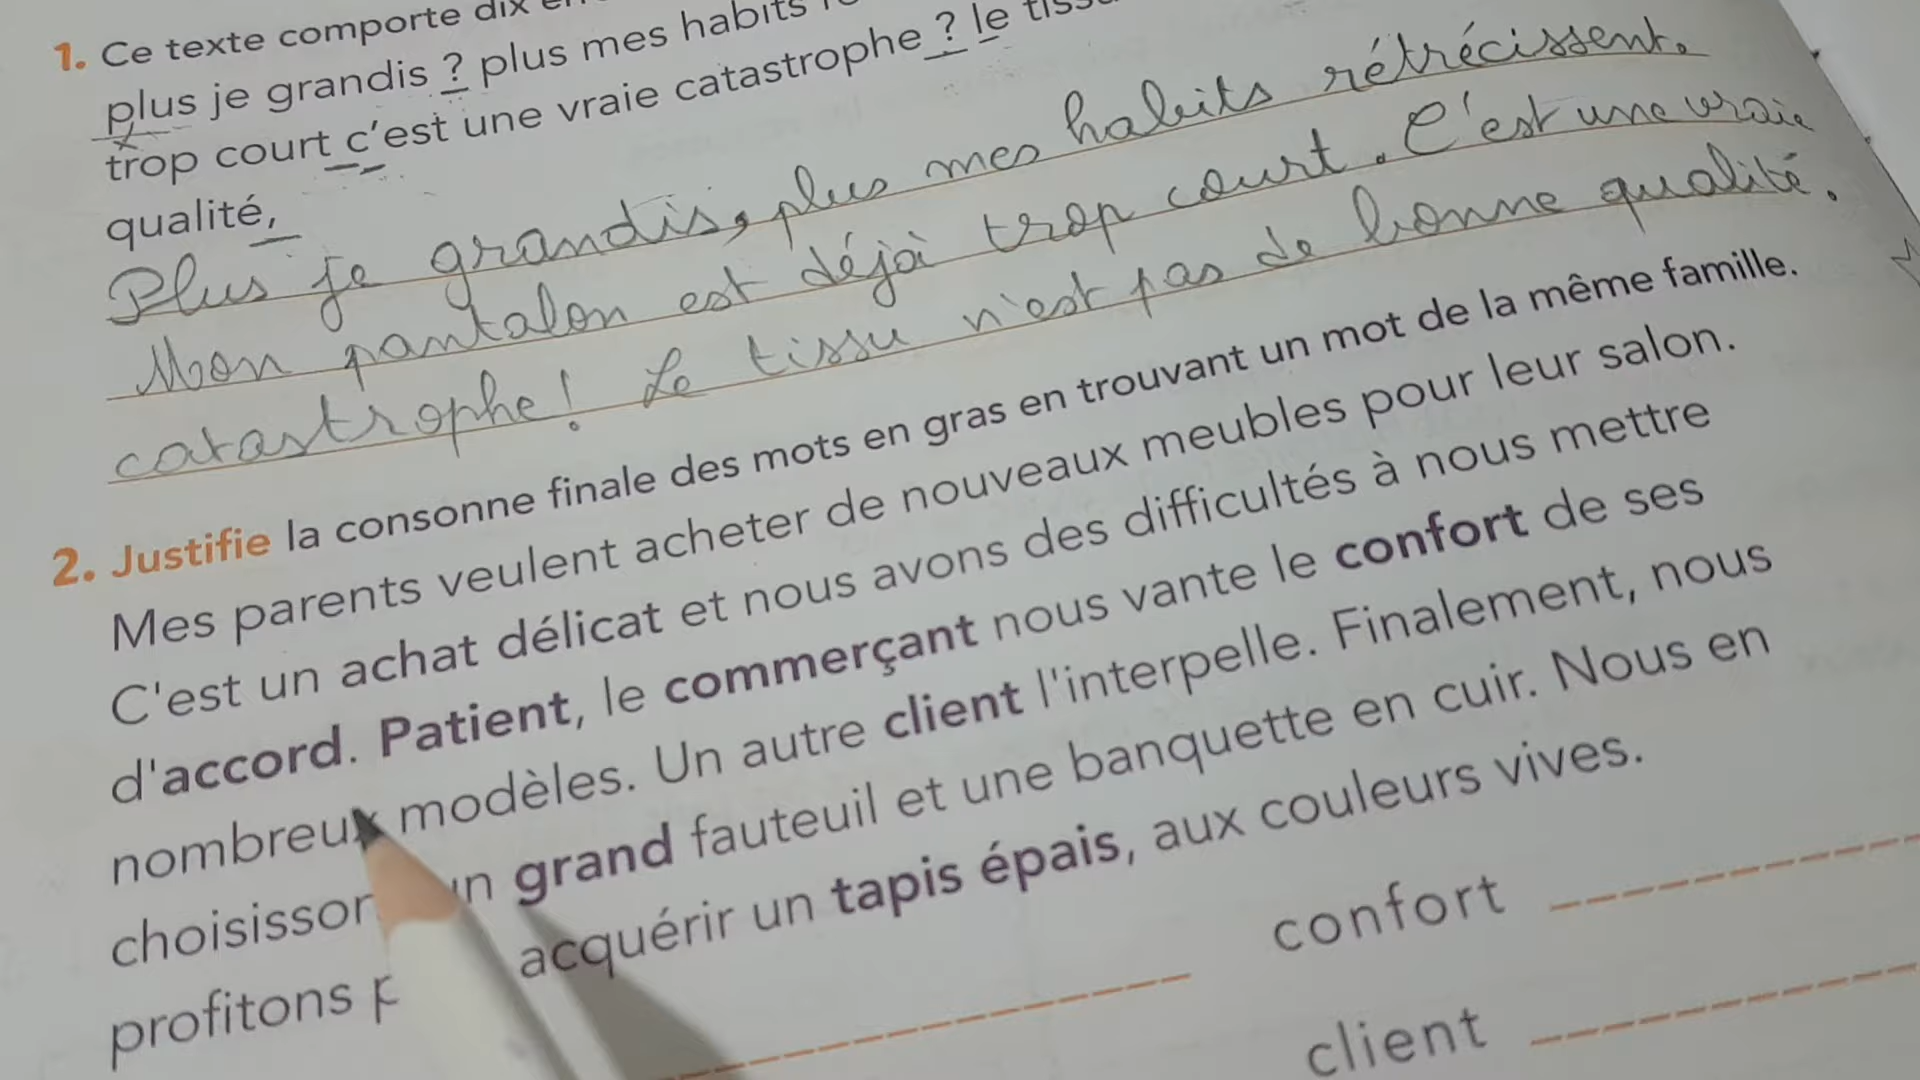 1. Ce texte comporte dix
plus je grandis ? plus mes habits
trop court c'est une vraie catastrophe ? le
qualité,
Plus je grandis, plus mes habits rétrécissent.
Mon pantalon est déjà trop court. C'est une vraie
catastrophe ! Le tissu n'est pas de bonne qualité.
2. Justifie la consonne finale des mots en gras en trouvant un mot de la même famille.
Mes parents veulent acheter de nouveaux meubles pour leur salon.
C'est un achat délicat et nous avons des difficultés à nous mettre
d'accord. Patient, le commerçant nous vante le confort de ses
nombreux modèles. Un autre client l'interpelle. Finalement, nous
grand fauteuil et une banquette en cuir. Nous en
profitons acquérir un tapis épais, aux couleurs vives.
confort
client